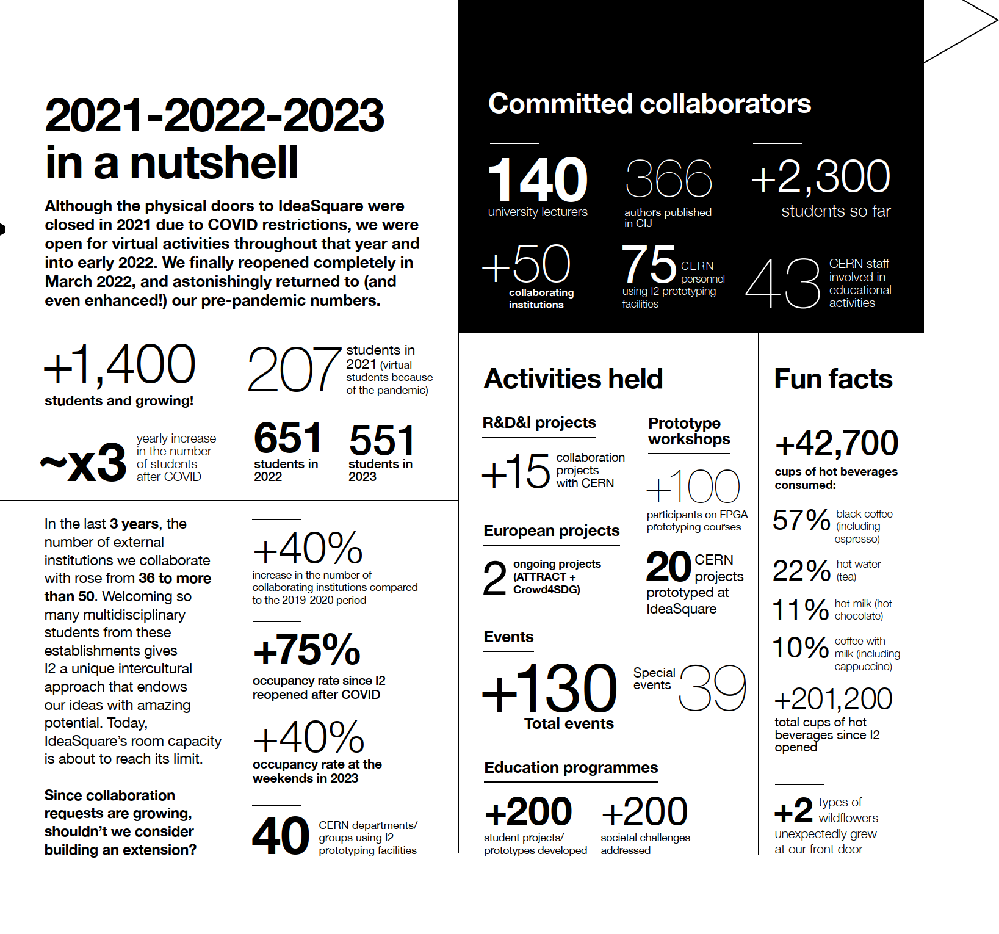 2021-2022-2023
in a nutshell
Although the physical doors to IdeaSquare were
closed in 2021 due to COVID restrictions, we were
open for virtual activities throughout that year and
into early 2022. We finally reopened completely in
March 2022, and astonishingly returned to (and
even enhanced!) our pre-pandemic numbers.
+1,400
students and growing!
207
students in
2021 (virtual
students because
of the pandemic)
~x3
yearly increase
in the number
of students
after COVID
651
students in
2022
551
students in
2023
In the last 3 years, the
number of external
institutions we collaborate
with rose from 36 to more
than 50. Welcoming so
many multidisciplinary
students from these
establishments gives
I2 a unique intercultural
approach that endows
our ideas with amazing
potential. Today,
IdeaSquare’s room capacity
is about to reach its limit.
Since collaboration
requests are growing,
shouldn’t we consider
building an extension?
+40%
increase in the number of
collaborating institutions compared
to the 2019-2020 period
+75%
occupancy rate since I2
reopened after COVID
+40%
occupancy rate at the
weekends in 2023
40
CERN departments/
groups using I2
prototyping facilities
Committed collaborators
140
university lecturers
366
authors published
in CIJ
+2,300
students so far
+50
collaborating
institutions
75 CERN
personnel
using I2 prototyping
facilities
43
CERN staff
involved in
educational
activities
Activities held
R&D&I projects
+15
collaboration
projects
with CERN
European projects
2
ongoing projects
(ATTRACT +
Crowd4SDG)
Prototype
workshops
+100
participants on FPGA
prototyping courses
20 CERN
projects
prototyped at
IdeaSquare
Events
+130
Total events
Special
events
39
Education programmes
+200
student projects/
prototypes developed
+200
societal challenges
addressed
Fun facts
+42,700
cups of hot beverages
consumed:
57%
black coffee
(including
espresso)
22%
hot water
(tea)
11%
hot milk (hot
chocolate)
10%
coffee with
milk (including
cappuccino)
+201,200
total cups of hot
beverages since I2
opened
+2 types of
wildflowers
unexpectedly grew
at our front door